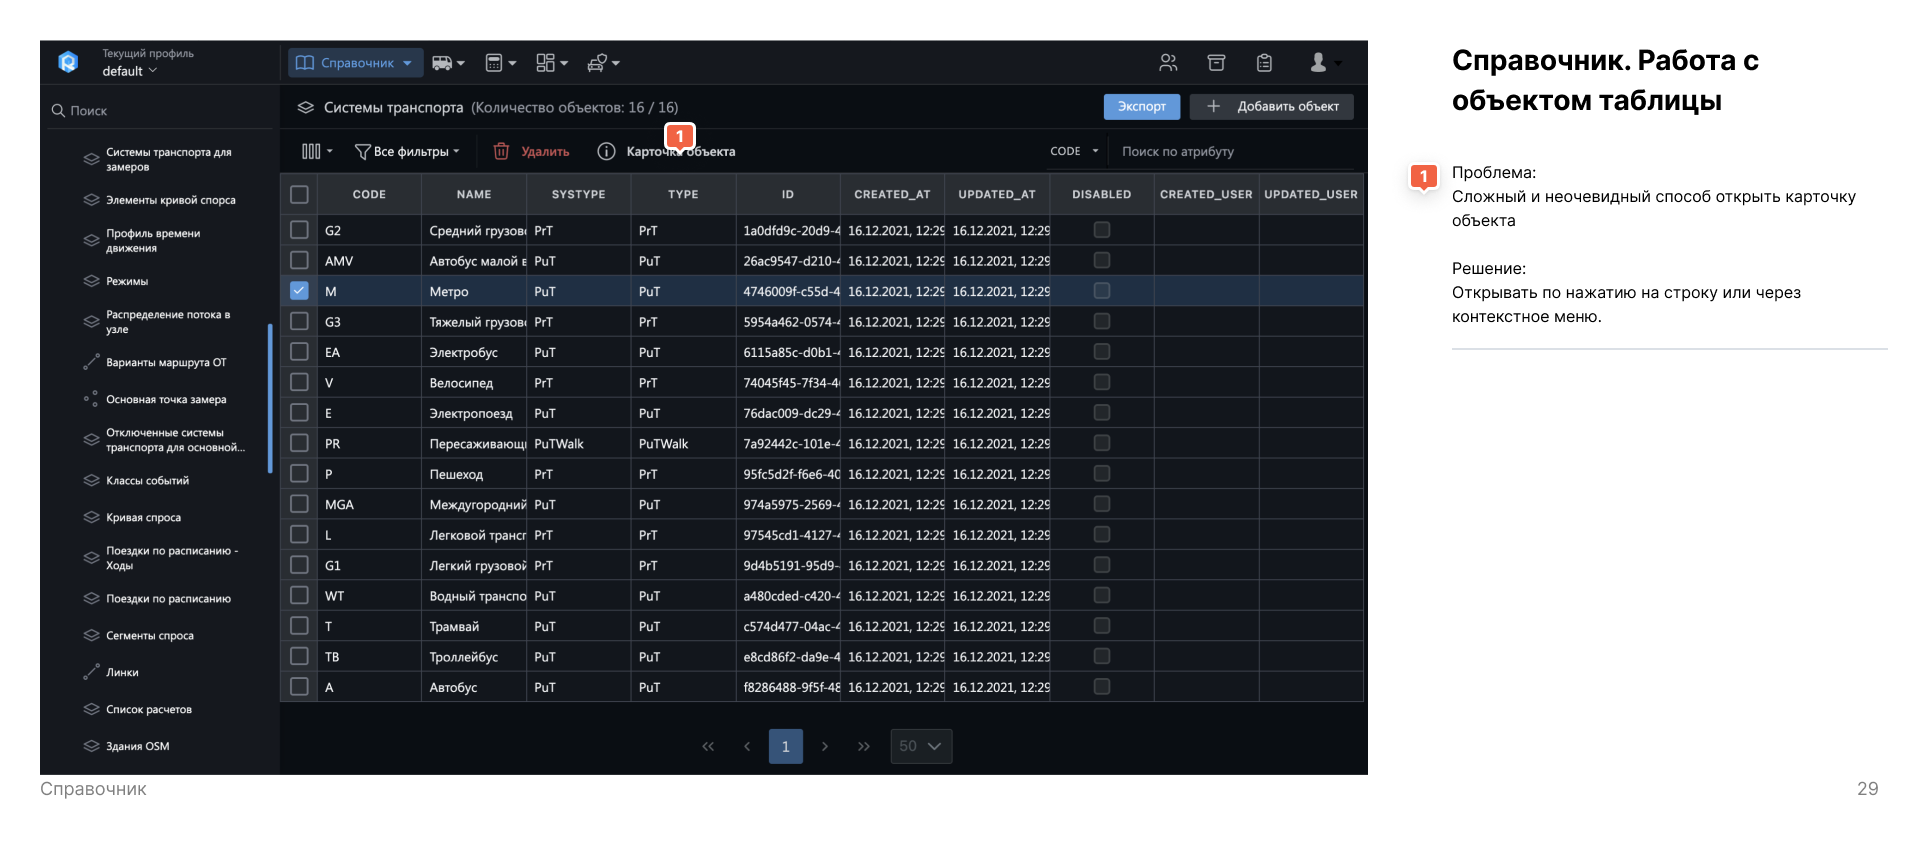 Текущий профиль
default
Справочник
Поиск
Системы транспорта (Количество объектов: 16 / 16)
Экспорт
Добавить объект
Все фильтры
Удалить
1
Карточка объекта
CODE
Поиск по атрибуту
Системы транспорта для
замеров
Элементы кривой спорса
Профиль времени
движения
Режимы
Распределение потока в
узле
Варианты маршрута ОТ
Основная точка замера
Отключенные системы
транспорта для основной...
Классы событий
Кривая спроса
Поездки по расписанию -
Ходы
Поездки по расписанию
Сегменты спроса
Линки
Список расчетов
Здания OSM
CODE NAME SYSTYPE TYPE ID CREATED_AT UPDATED_AT DISABLED CREATED_USER UPDATED_USER
G2 Средний грузов PrT PrT 1a0dfd9c-20d9-4 16.12.2021, 12:29 16.12.2021, 12:29
AMV Автобус малой в PuT PuT 26ac9547-d210-4 16.12.2021, 12:29 16.12.2021, 12:29
M Метро PuT PuT 4746009f-c55d-4 16.12.2021, 12:29 16.12.2021, 12:29
G3 Тяжелый грузов PrT PrT 5954a462-0574-4 16.12.2021, 12:29 16.12.2021, 12:29
EA Электробус PuT PuT 6115a85c-d0b1-4 16.12.2021, 12:29 16.12.2021, 12:29
V Велосипед PrT PrT 74045f45-7f34-4 16.12.2021, 12:29 16.12.2021, 12:29
E Электропоезд PuT PuT 76dac009-dc29-4 16.12.2021, 12:29 16.12.2021, 12:29
PR Пересаживающ PuTWalk PuTWalk 7a92442c-101e-4 16.12.2021, 12:29 16.12.2021, 12:29
P Пешеход PrT PrT 95fc5d2f-f6e6-40 16.12.2021, 12:29 16.12.2021, 12:29
MGA Междугородний PuT PuT 974a5975-2569-4 16.12.2021, 12:29 16.12.2021, 12:29
L Легковой трансп PrT PrT 97545cd1-4127-4 16.12.2021, 12:29 16.12.2021, 12:29
G1 Легкий грузовой PrT PrT 9d4b5191-95d9- 16.12.2021, 12:29 16.12.2021, 12:29
WT Водный транспо PuT PuT a480cded-c420-4 16.12.2021, 12:29 16.12.2021, 12:29
T Трамвай PuT PuT c574d477-04ac-4 16.12.2021, 12:29 16.12.2021, 12:29
TB Троллейбус PuT PuT e8cd86f2-da9e-4 16.12.2021, 12:29 16.12.2021, 12:29
A Автобус PuT PuT f8286488-9f5f-48 16.12.2021, 12:29 16.12.2021, 12:29
1
50
Справочник. Работа с
объектом таблицы
1
Проблема:
Сложный и неочевидный способ открыть карточку
объекта
Решение:
Открывать по нажатию на строку или через
контекстное меню.
Справочник
29